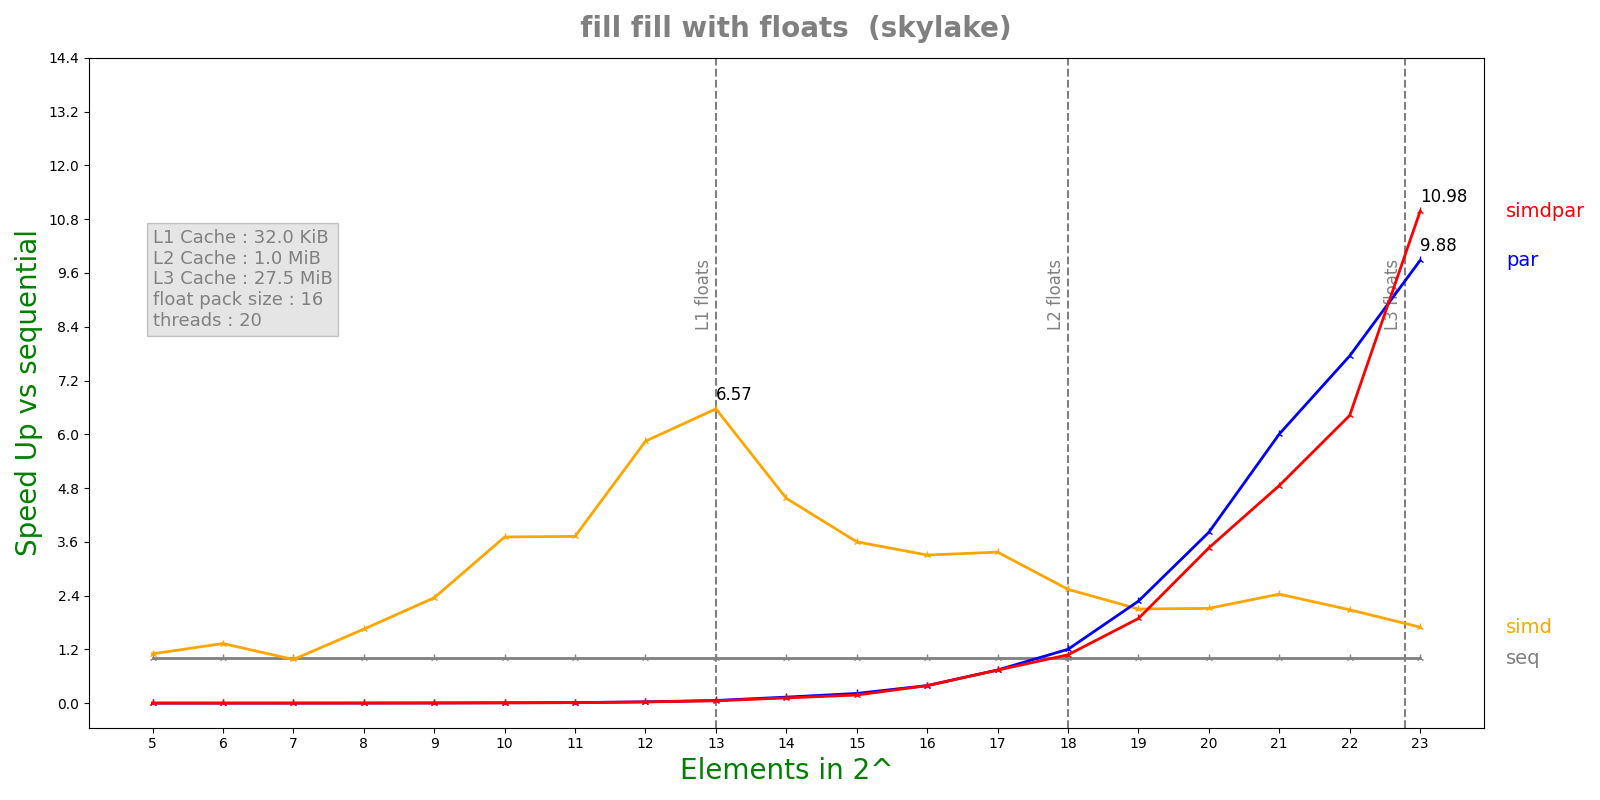 fill fill with floats (skylake)
Speed Up vs sequential
14.4
13.2
12.0
10.8
9.6
8.4
7.2
6.0
4.8
3.6
2.4
1.2
0.0
L1 Cache : 32.0 KiB
L2 Cache : 1.0 MiB
L3 Cache : 27.5 MiB
float pack size : 16
threads : 20
L1 floats
L2 floats
L3 floats
6.57
10.98
9.88
simdpar
par
simd
seq
5 6 7 8 9 10 11 12 13 14 15 16 17 18 19 20 21 22 23
Elements in 2^